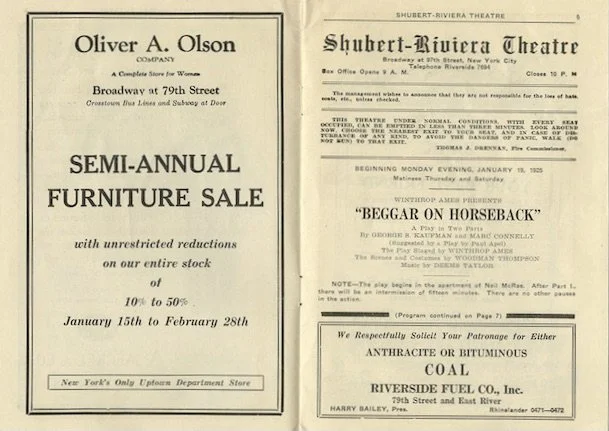 Oliver A. Olson
COMPANY
A Complete Store for Women
Broadway at 79th Street
Crosstown Bus Lines and Subway at Door
SEMI-ANNUAL
FURNITURE SALE
with unrestricted reductions
on our entire stock
of
10% to 50%
January 15th to February 28th
New York's Only Uptown Department Store
SHUBERT-RIVIERA THEATRE 5
Shubert-Riviera Theatre
Broadway at 97th Street, New York City
Telephone Riverside 7694
Box Office Opens 9 A. M. Closes 10 P. M
The management wishes to announce that they are not responsible for the loss of hats,
coats, etc., unless checked.
THIS THEATRE UNDER NORMAL CONDITIONS, WITH EVERY SEAT
OCCUPIED, CAN BE EMPTIED IN LESS THAN THREE MINUTES. LOOK AROUND
NOW, CHOOSE THE NEAREST EXIT TO YOUR SEAT, AND IN CASE OF DIS-
TURBANCE OF ANY KIND, TO AVOID THE DANGERS OF PANIC, WALK (DO
NOT RUN) TO THAT EXIT.
THOMAS J. DRENNAN, Fire Commissioner.
BEGINNING MONDAY EVENING, JANUARY 19, 1925
Matinees Thursday and Saturday
WINTHROP AMES PRESENTS
"BEGGAR ON HORSEBACK"
A Play in Two Parts
By GEORGE S. KAUFMAN and MARC CONNELLY
(Suggested by a Play by Paul Apel)
The Play Staged by WINTHROP AMES
The Scenes and Costumes by WOODMAN THOMPSON
Music by DEEMS TAYLOR
NOTE—The play begins in the apartment of Neil McRae. After Part 1,
there will be an intermission of fifteen minutes. There are no other pauses
in the action.
(Program continued on Page 7)
We Respectfully Solicit Your Patronage for Either
ANTHRACITE OR BITUMINOUS
COAL
RIVERSIDE FUEL CO., Inc.
79th Street and East River
HARRY BAILEY, Pres. Rhinelander 0471—0472